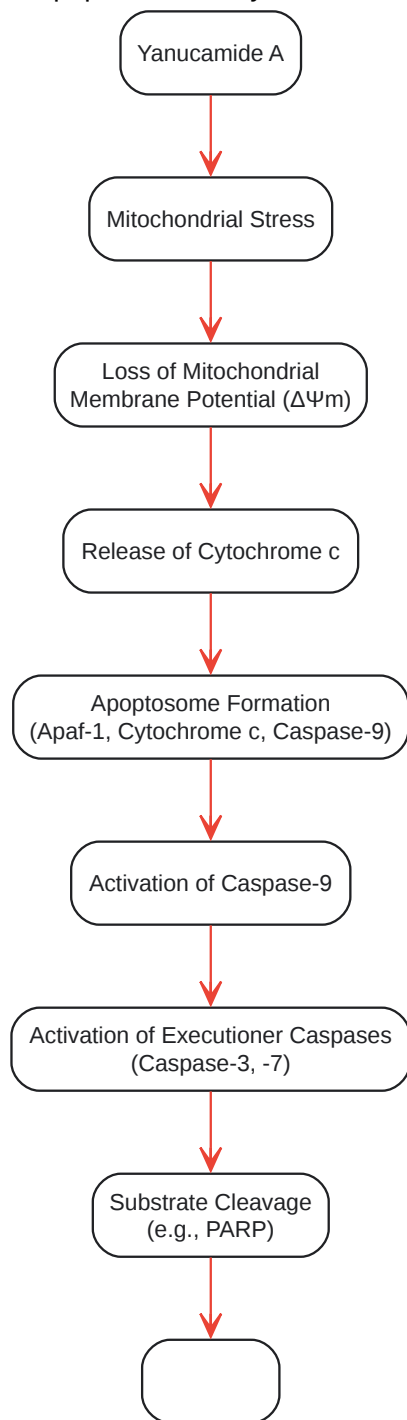 Yanucamide A
Mitochondrial Stress
Loss of Mitochondrial
Membrane Potential (ΔΨm)
Release of Cytochrome c
Apoptosome Formation
(Apaf-1, Cytochrome c, Caspase-9)
Activation of Caspase-9
Activation of Executioner Caspases
(Caspase-3, -7)
Substrate Cleavage
(e.g., PARP)